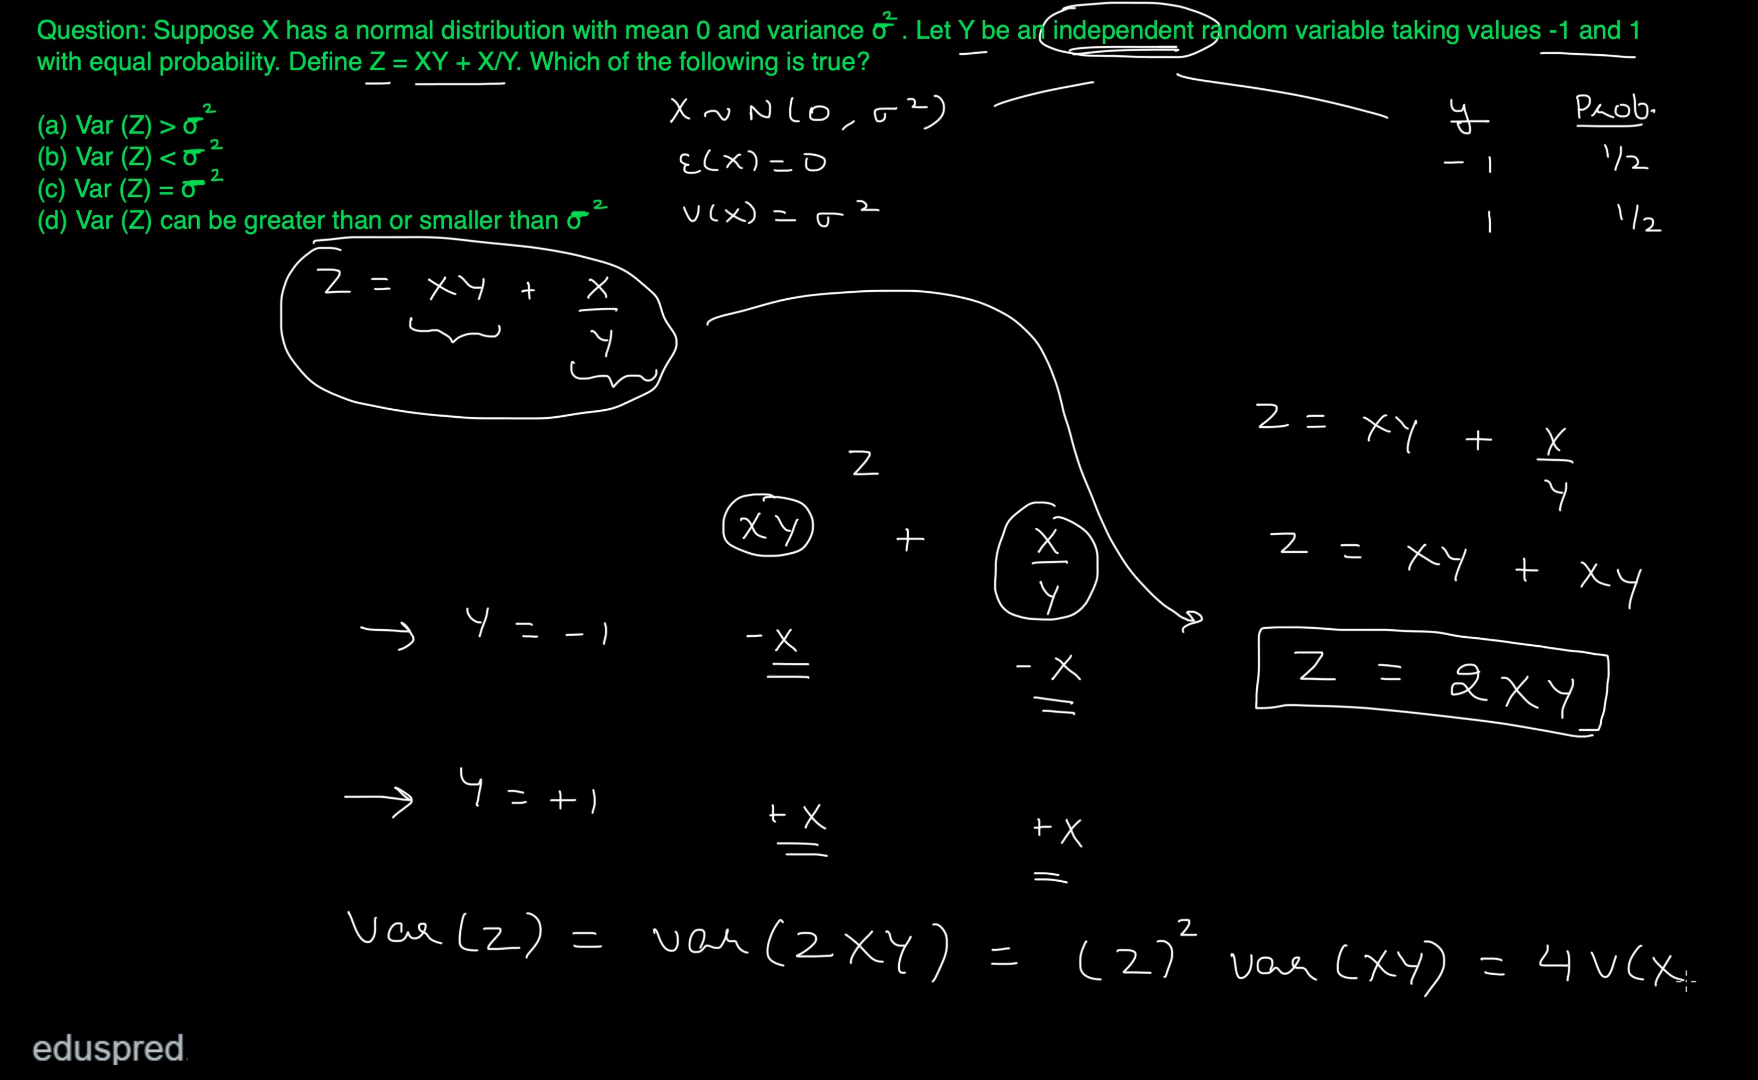 Question: Suppose X has a normal distribution with mean 0 and variance σ². Let Y be an independent random variable taking values -1 and 1
with equal probability. Define Z = XY + X/Y. Which of the following is true?
(a) Var (Z) > σ²
(b) Var (Z) < σ²
(c) Var (Z) = σ²
(d) Var (Z) can be greater than or smaller than σ²
X ~ N(0, σ²)
E(X) = 0
V(X) = σ²
y Prob.
-1 1/2
1 1/2
Z = XY + X/Y
Z
XY + X/Y
→ Y = -1 -X -X
→ Y = +1 +X +X
Z = XY + X/Y
Z = XY + XY
Z = 2XY
Var(Z) = Var(2XY) = (2)² Var(XY) = 4V(X
eduspred.